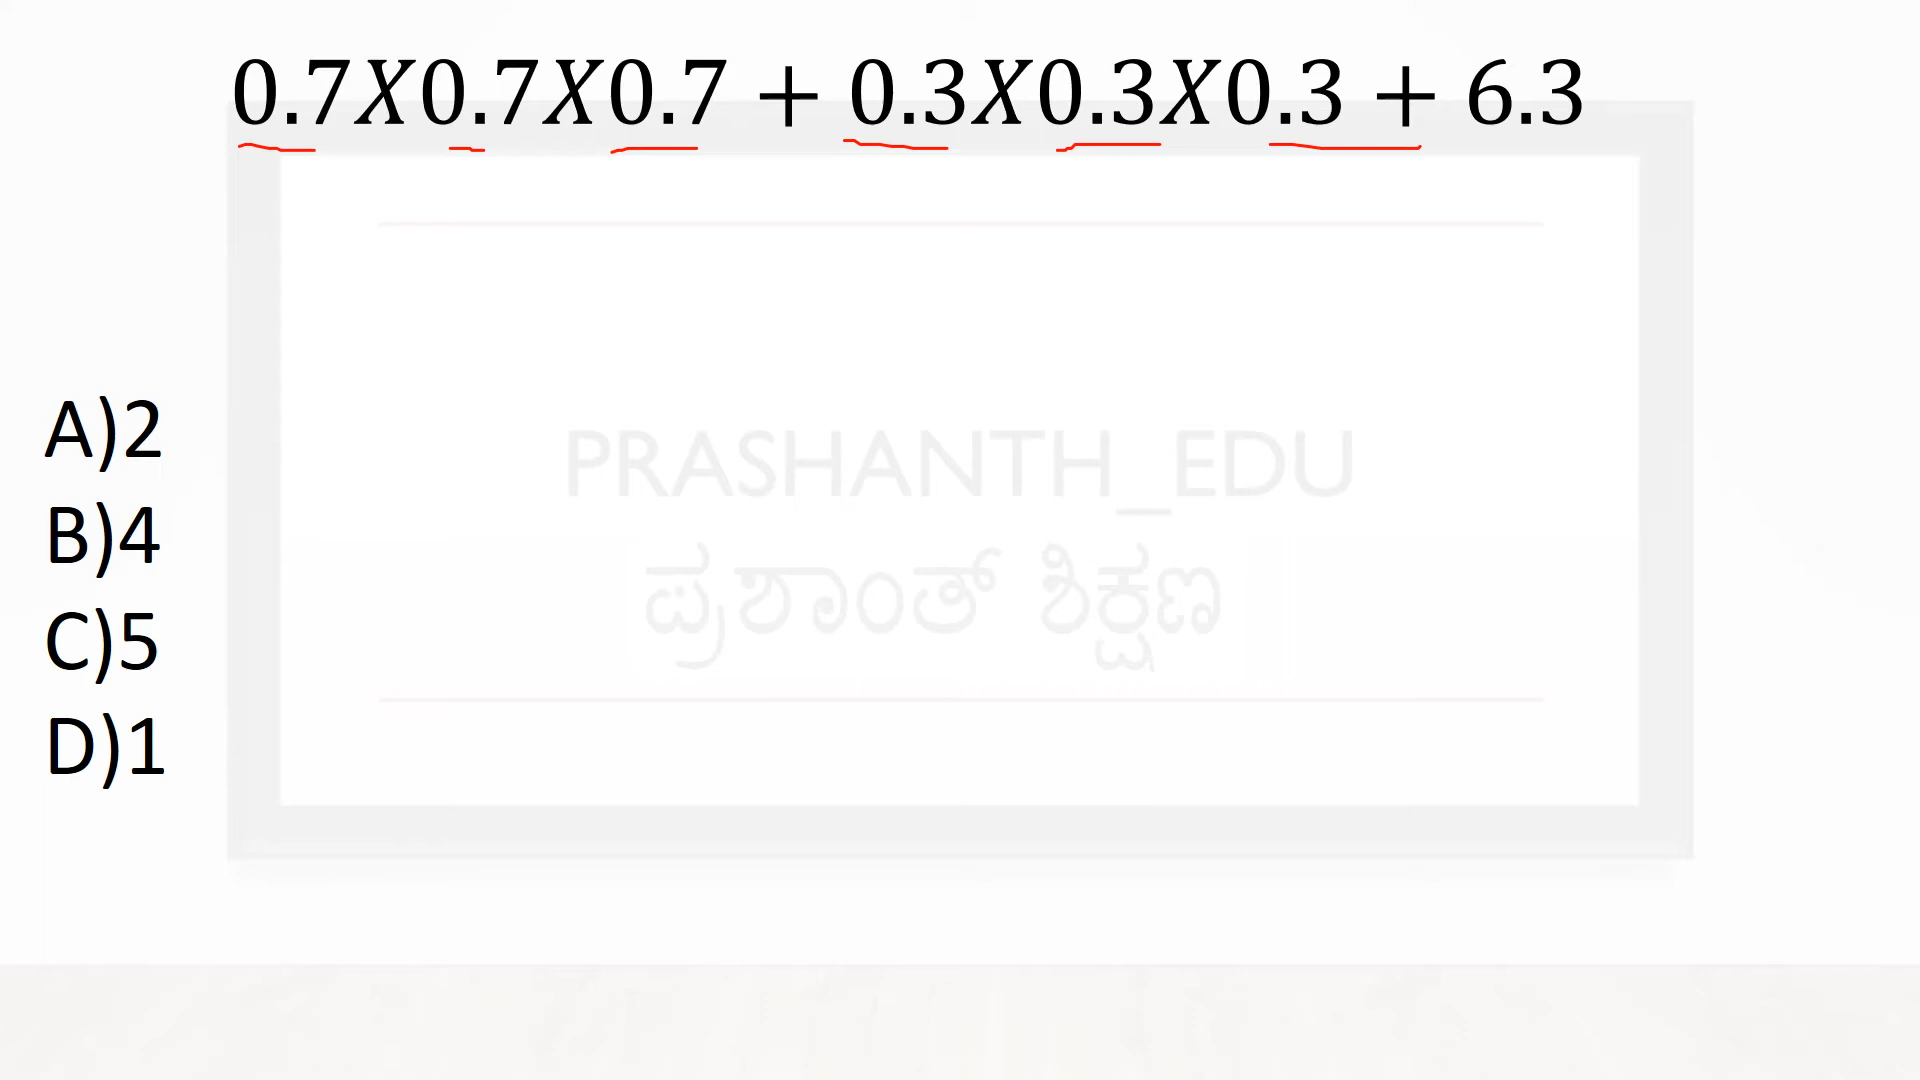 0.7X0.7X0.7 + 0.3X0.3X0.3 + 6.3
A)2
PRASHANTH_EDU
B)4
ಪ್ರಶಾಂತ್ ಶಿಕ್ಷಣ
C)5
D)1